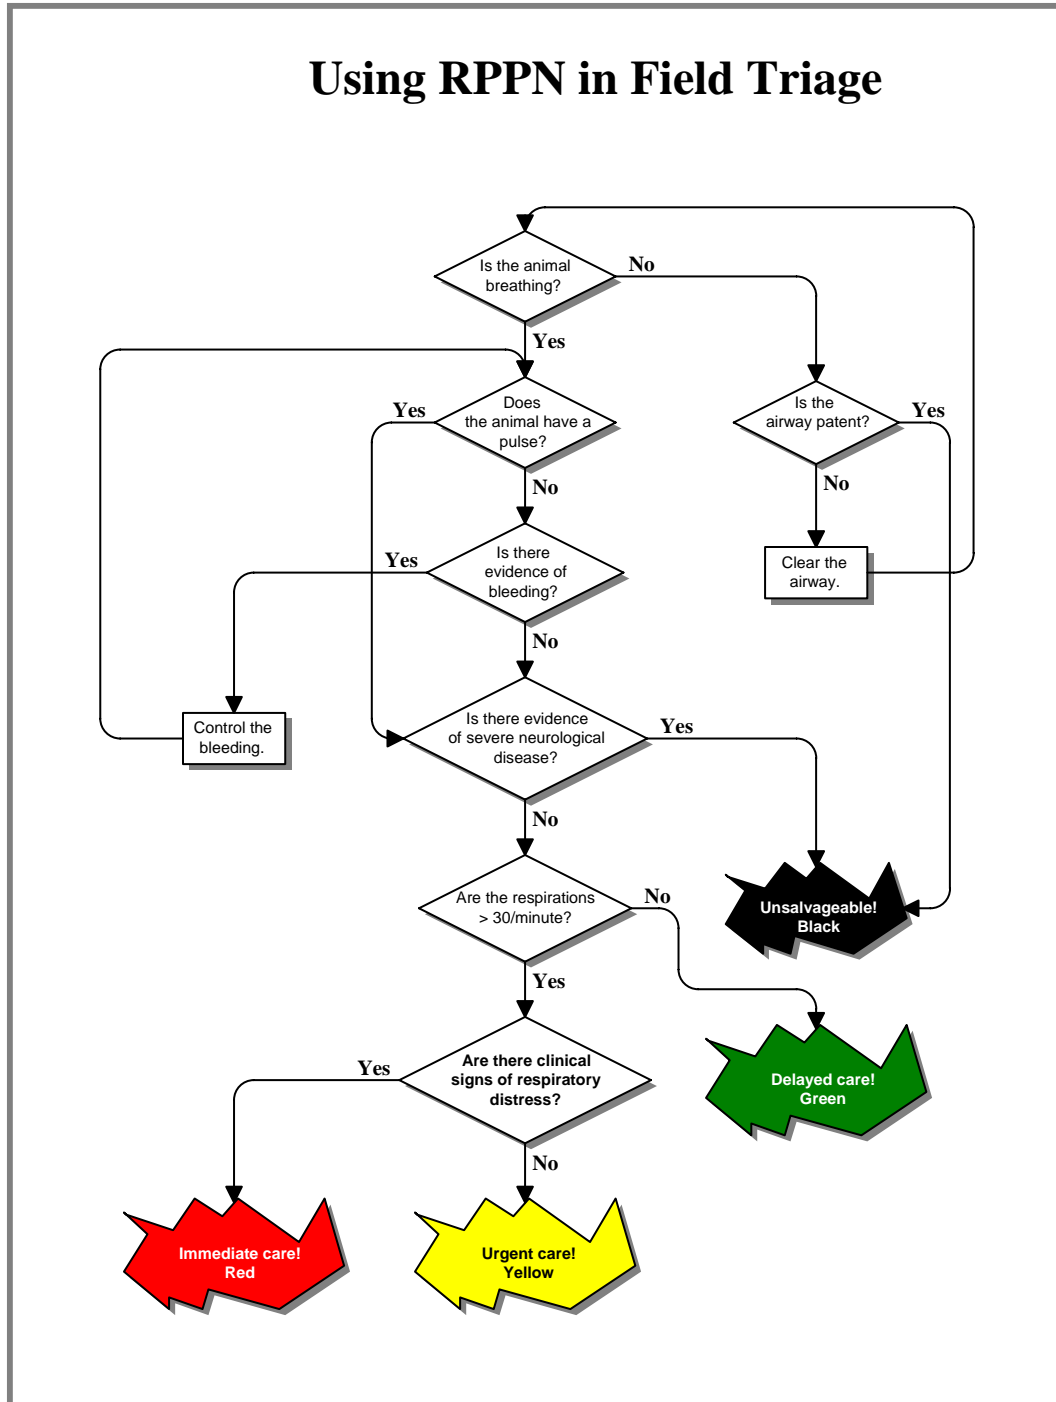 Using RPPN in Field Triage
Is the animal
breathing?
No
Yes
Does
the animal have a
pulse?
Yes
Is the
airway patent?
Yes
No
No
Is there
evidence of
bleeding?
Yes
Clear the
airway.
No
Is there evidence
of severe neurological
disease?
Yes
Control the
bleeding.
No
Are the respirations
> 30/minute?
No
Unsalvageable!
Black
Yes
Are there clinical
signs of respiratory
distress?
Yes
Delayed care!
Green
No
Immediate care!
Red
Urgent care!
Yellow